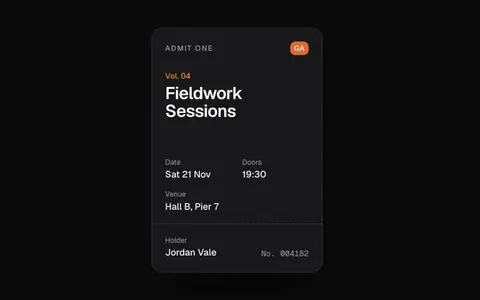 ADMIT ONE
GA
Vol. 04
Fieldwork
Sessions
Date
Doors
Sat 21 Nov
19:30
Venue
Hall B, Pier 7
Holder
Jordan Vale
No. 004182